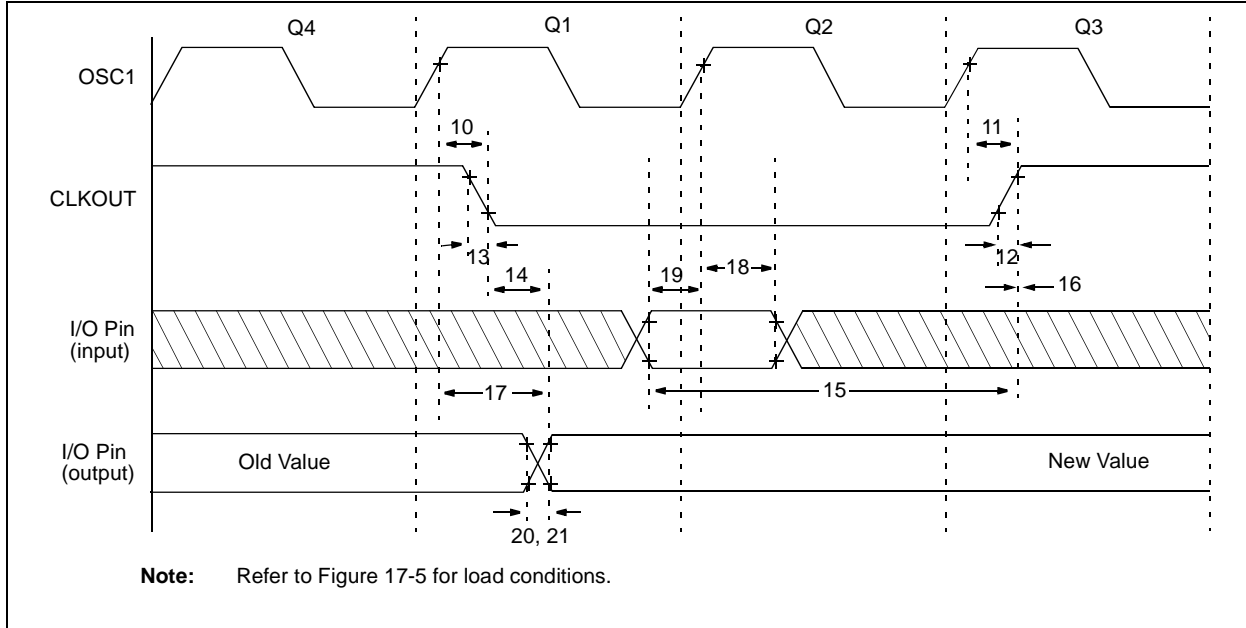 Q4 Q1 Q2 Q3
OSC1
10 11
CLKOUT
13 12
14 19 18 16
I/O Pin
(input)
17 15
I/O Pin
(output)
Old Value New Value
20, 21
Note: Refer to Figure 17-5 for load conditions.